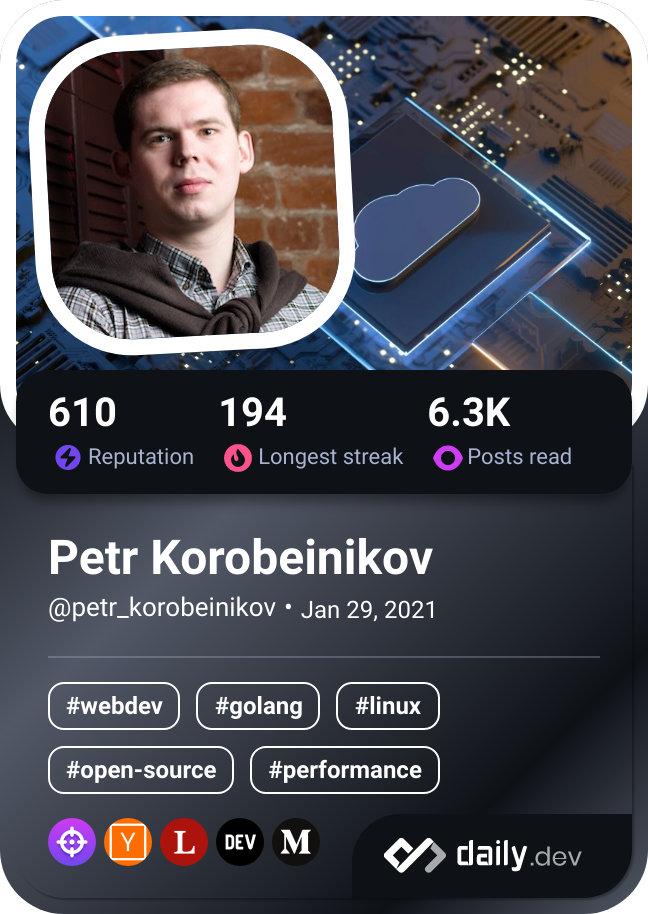 610 194 6.3K
Reputation Longest streak Posts read
Petr Korobeinikov
@petr_korobeinikov • Jan 29, 2021
#webdev #golang #linux
#open-source #performance
Y L DEV M
daily.dev